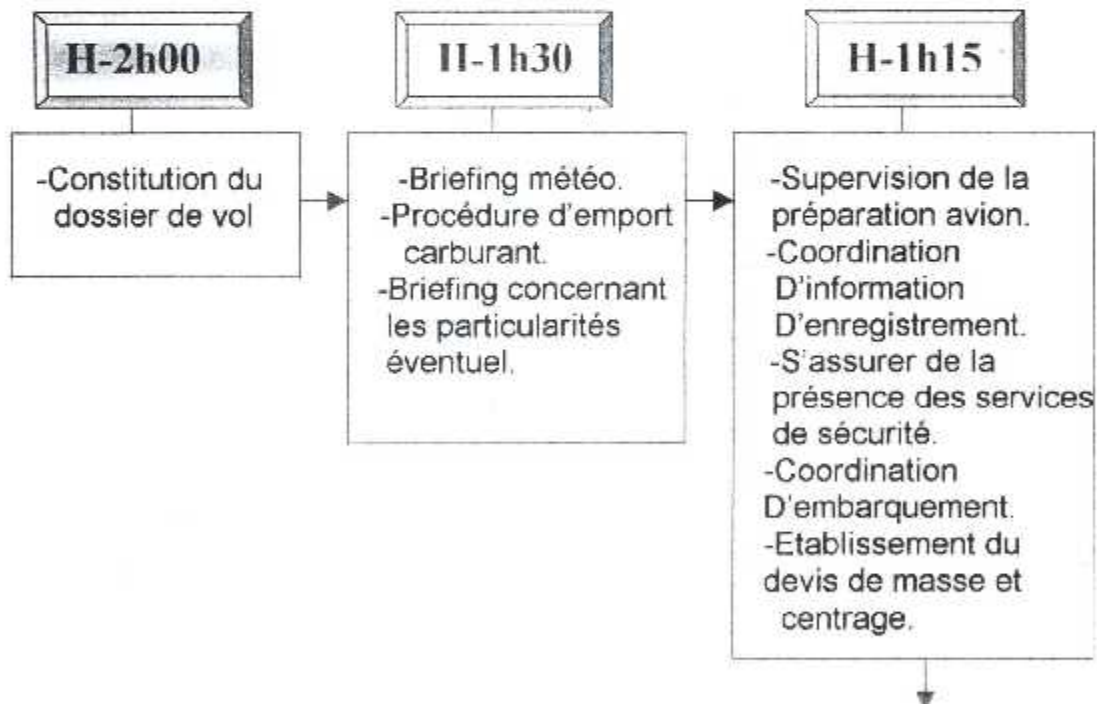 H-2h00
-Constitution du
dossier de vol
H-1h30
-Briefing météo.
-Procédure d'emport
carburant.
-Briefing concernant
les particularités
éventuel.
H-1h15
-Supervision de la
préparation avion.
-Coordination
D'information
D'enregistrement.
-S'assurer de la
présence des services
de sécurité.
-Coordination
D'embarquement.
-Etablissement du
devis de masse et
centrage.